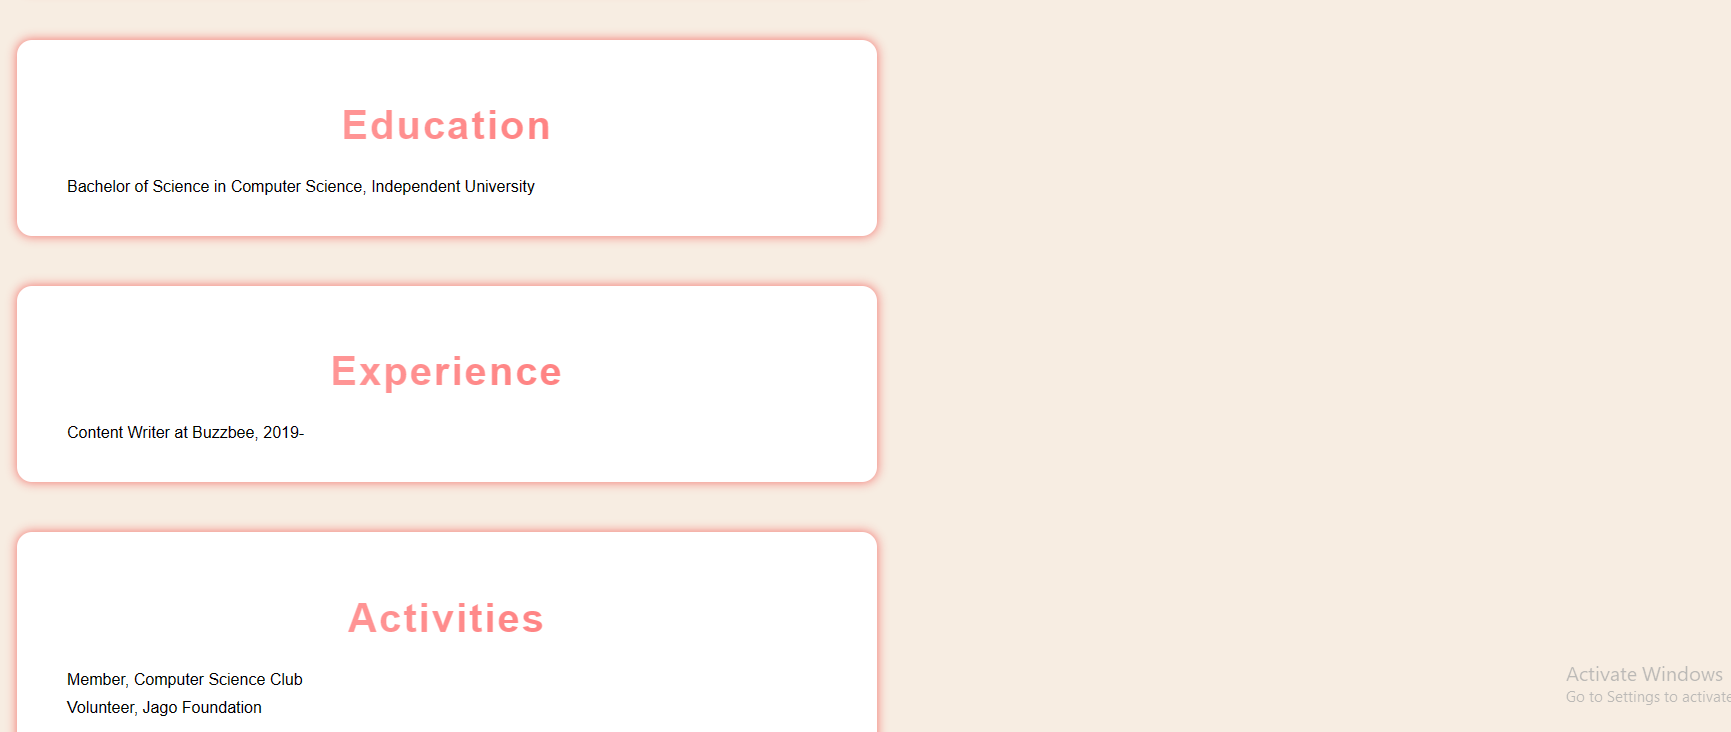 Education
Bachelor of Science in Computer Science, Independent University
Experience
Content Writer at Buzzbee, 2019-
Activities
Member, Computer Science Club
Volunteer, Jago Foundation
Activate Windows
Go to Settings to activate